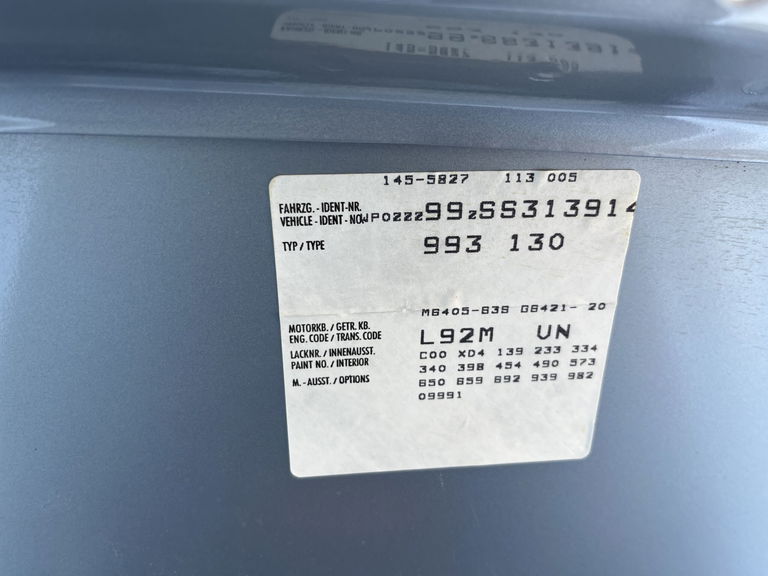 145-5827 113 005
FAHRZG. - IDENT-NR.
VEHICLE - IDENT - NO. WP0ZZZ99ZSS313914
TYP / TYPE 993 130
M6405-63S G6421- 20
MOTORKB. / GETR. KB.
ENG. CODE / TRANS. CODE L92M UN
LACKNR. / INNENAUSST. C00 XD4 139 233 334
PAINT NO. / INTERIOR 340 398 454 490 573
M. - AUSST. / OPTIONS 650 659 692 939 982
09991